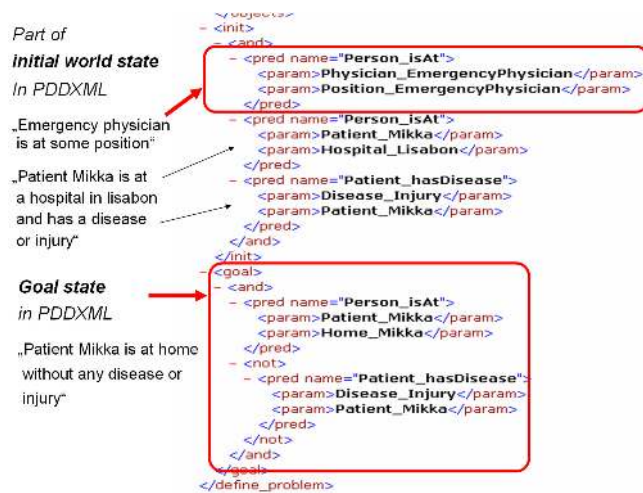 Part of
initial world state
In PDDXML
„Emergency physician
is at some position“
„Patient Mikka is at
a hospital in lisabon
and has a disease
or injury“
Goal state
in PDDXML
„Patient Mikka is at home
without any disease or
injury“
</objects>
- <init>
- <and>
- <pred name="Person_isAt">
<param>Physician_EmergencyPhysician</param>
<param>Position_EmergencyPhysician</param>
</pred>
- <pred name="Person_isAt">
<param>Patient_Mikka</param>
<param>Hospital_Lisabon</param>
</pred>
- <pred name="Patient_hasDisease">
<param>Disease_Injury</param>
<param>Patient_Mikka</param>
</pred>
</and>
</init>
- <goal>
- <and>
- <pred name="Person_isAt">
<param>Patient_Mikka</param>
<param>Home_Mikka</param>
</pred>
- <not>
- <pred name="Patient_hasDisease">
<param>Disease_Injury</param>
<param>Patient_Mikka</param>
</pred>
</not>
</and>
</goal>
</define_problem>